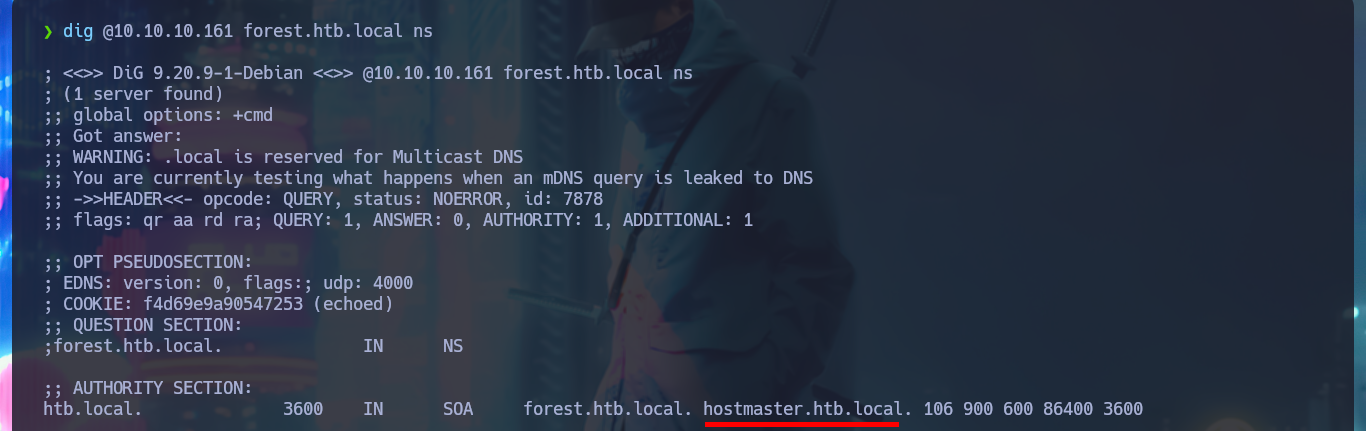 ❯ dig @10.10.10.161 forest.htb.local ns
; <<>> DiG 9.20.9-1-Debian <<>> @10.10.10.161 forest.htb.local ns
; (1 server found)
;; global options: +cmd
;; Got answer:
;; WARNING: .local is reserved for Multicast DNS
;; You are currently testing what happens when an mDNS query is leaked to DNS
;; ->>HEADER<<- opcode: QUERY, status: NOERROR, id: 7878
;; flags: qr aa rd ra; QUERY: 1, ANSWER: 0, AUTHORITY: 1, ADDITIONAL: 1
;; OPT PSEUDOSECTION:
; EDNS: version: 0, flags:; udp: 4000
; COOKIE: f4d69e9a90547253 (echoed)
;; QUESTION SECTION:
;forest.htb.local. IN NS
;; AUTHORITY SECTION:
htb.local. 3600 IN SOA forest.htb.local. hostmaster.htb.local. 106 900 600 86400 3600